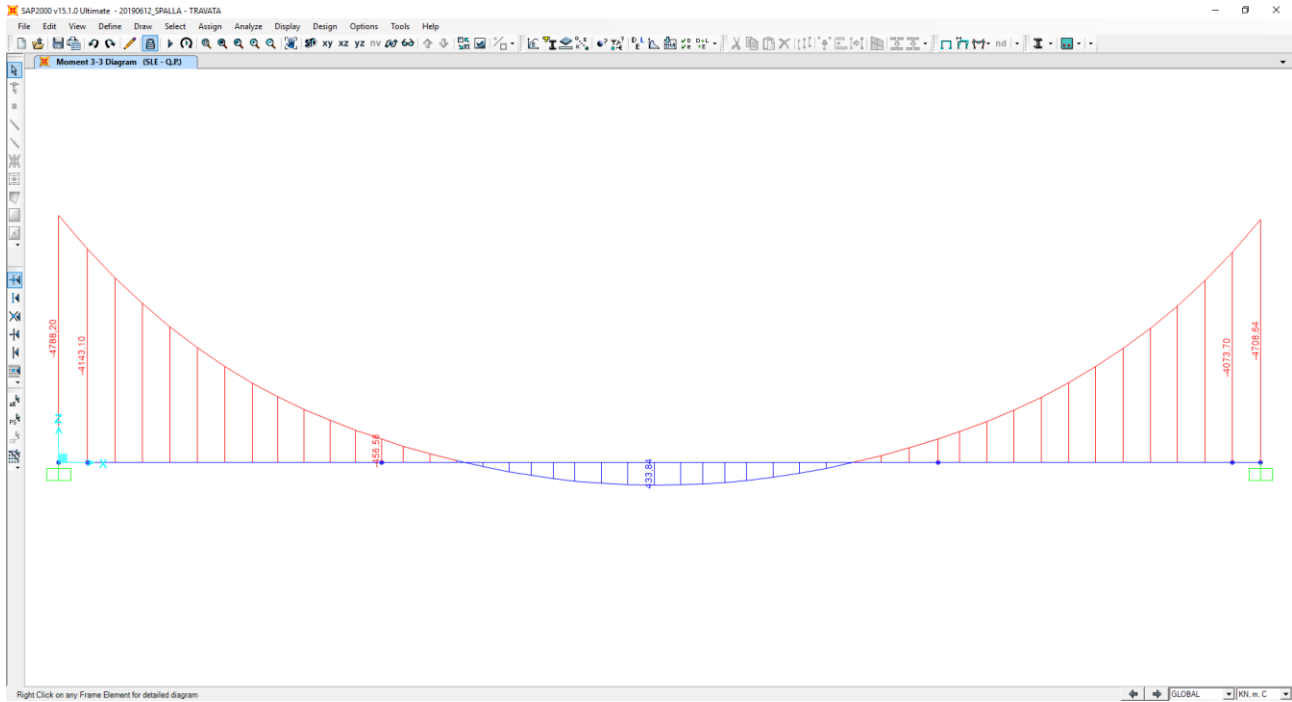 SAP2000 v15.1.0 Ultimate - 20190612_SPALLA - TRAVATA
File Edit View Define Draw Select Assign Analyze Display Design Options Tools Help
xy xz yz nv nd
Moment 3-3 Diagram (SLE - Q.P.)
-4788.20
-4143.10
-456.56
433.84
-4073.70
-4708.64
Z
X
Right Click on any Frame Element for detailed diagram
GLOBAL
KN, m, C